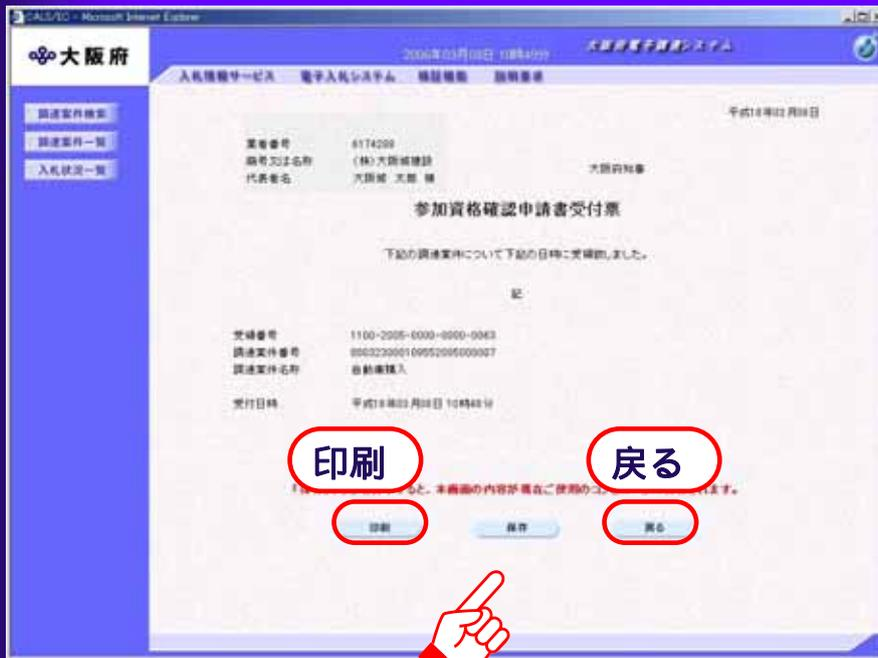 CALS/EC - Microsoft Internet Explorer
大阪府
2006年03月08日 10時49分
大阪府電子調達システム
入札情報サービス 電子入札システム 検証機能 説明要求
調達案件検索
調達案件一覧
入札状況一覧
平成18年03月08日
業者番号 6174289
商号又は名称 (株)大阪城建設
代表者名 大阪城 太郎 様
大阪府知事
参加資格確認申請書受付票
下記の調達案件について下記の日時に受領致しました。
記
受領番号 1100-2005-0000-0000-0063
調達案件番号
調達案件名称 自動車購入
受付日時 平成18年03月08日 10時48分
印刷
戻る
と、本画面の内容が現在ご使用のコン
ます。
印刷 保存 戻る